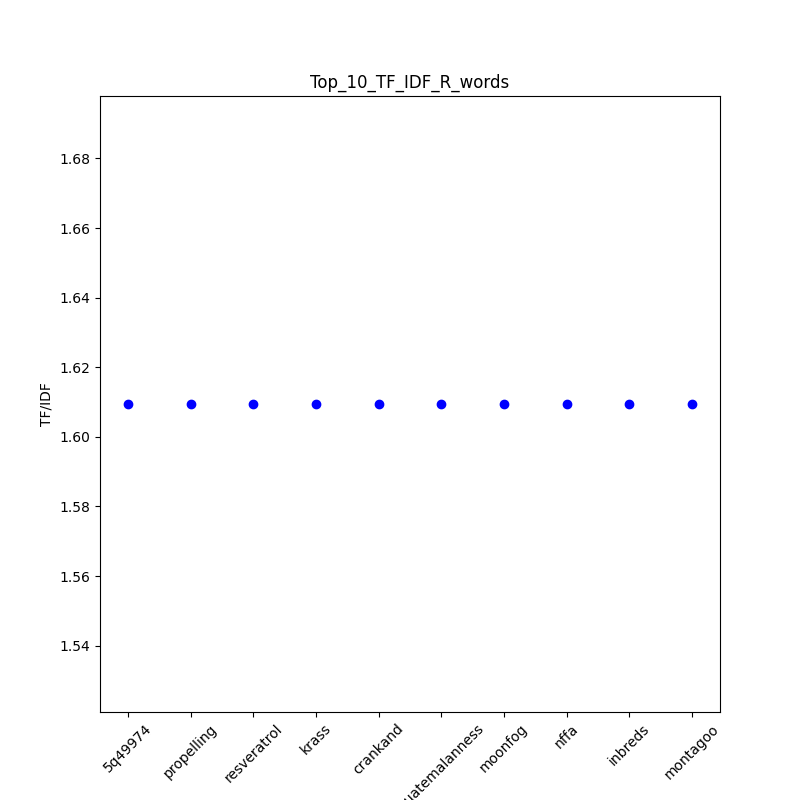 Top_10_TF_IDF_R_words
TF/IDF
1.68
1.66
1.64
1.62
1.60
1.58
1.56
1.54
5q49974
propelling
resveratrol
krass
crankand
uatemalanness
moonfog
nffa
inbreds
montagoo